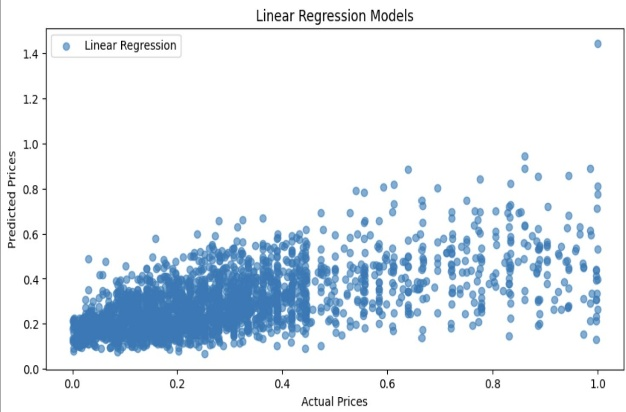 Linear Regression Models
Linear Regression
1.4
1.2
1.0
0.8
0.6
0.4
0.2
0.0
Predicted Prices
0.0 0.2 0.4 0.6 0.8 1.0
Actual Prices